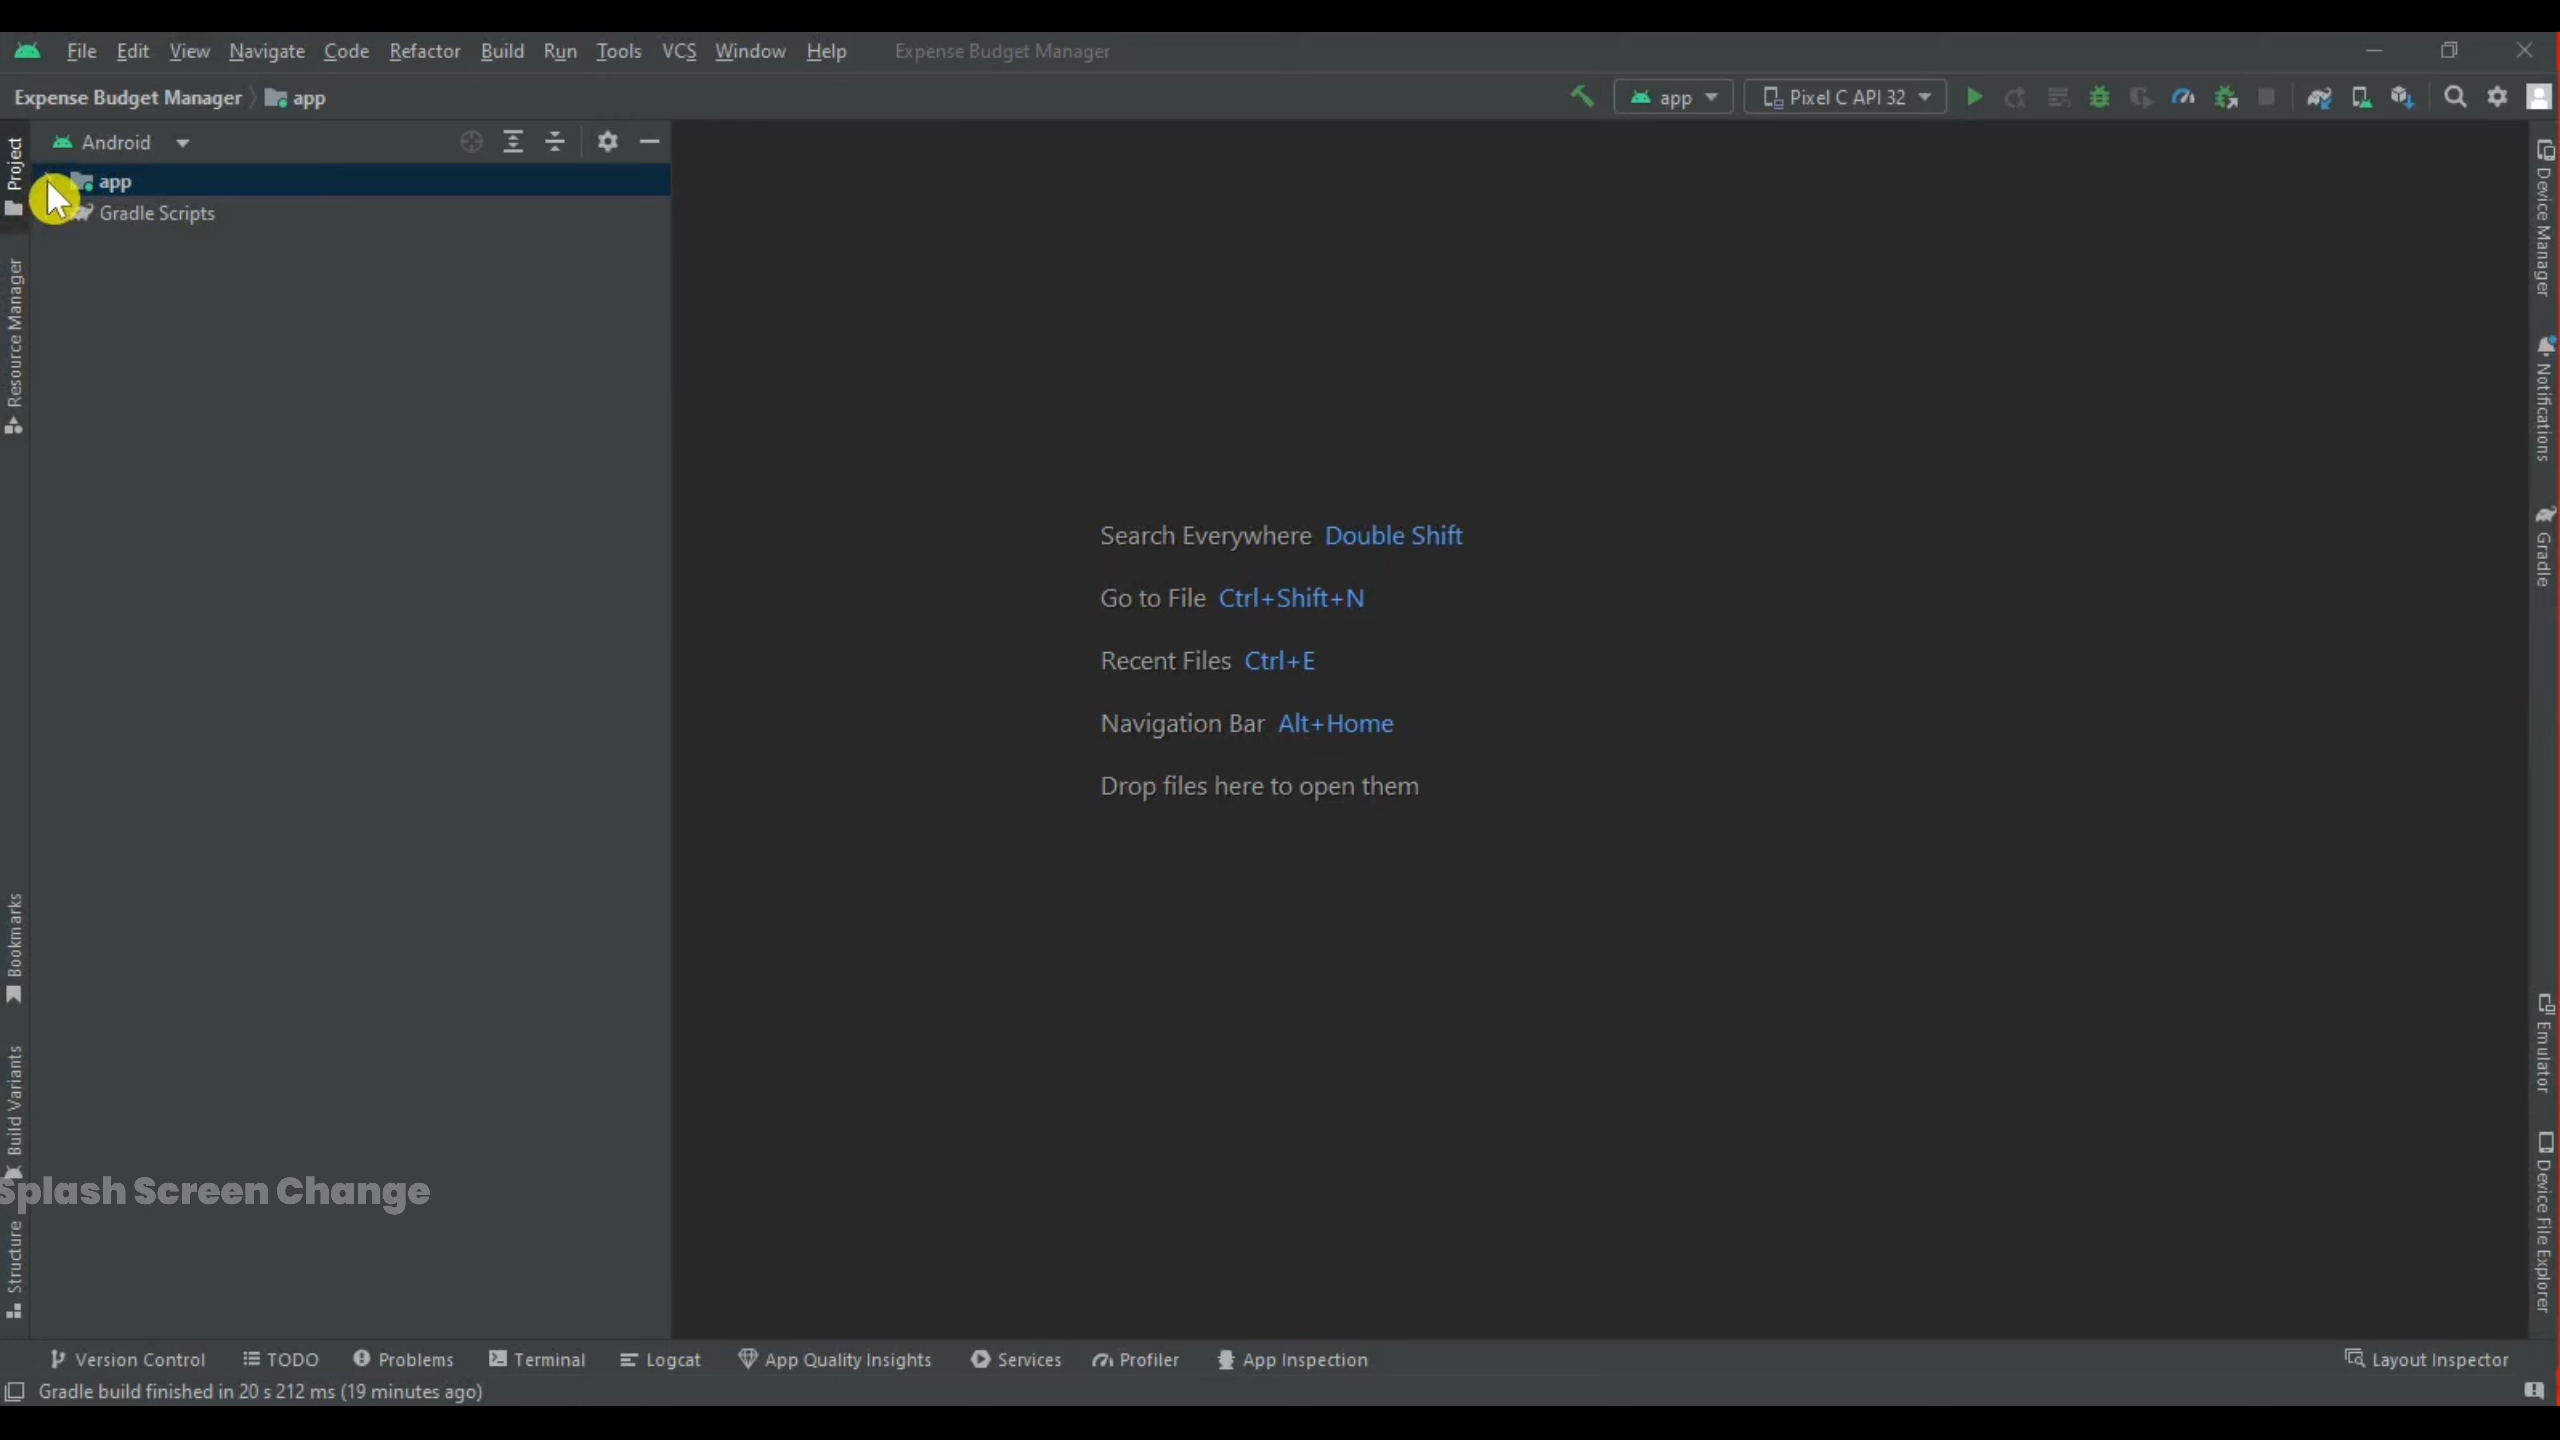 File Edit View Navigate Code Refactor Build Run Tools VCS Window Help Expense Budget Manager
Expense Budget Manager app
app Pixel C API 32
Android
app
Gradle Scripts
Project
Resource Manager
Bookmarks
Build Variants
Structure
Search Everywhere Double Shift
Go to File Ctrl+Shift+N
Recent Files Ctrl+E
Navigation Bar Alt+Home
Drop files here to open them
Device Manager
Notifications
Gradle
Emulator
Device File Explorer
Splash Screen Change
Version Control TODO Problems Terminal Logcat App Quality Insights Services Profiler App Inspection Layout Inspector
Gradle build finished in 20 s 212 ms (19 minutes ago)